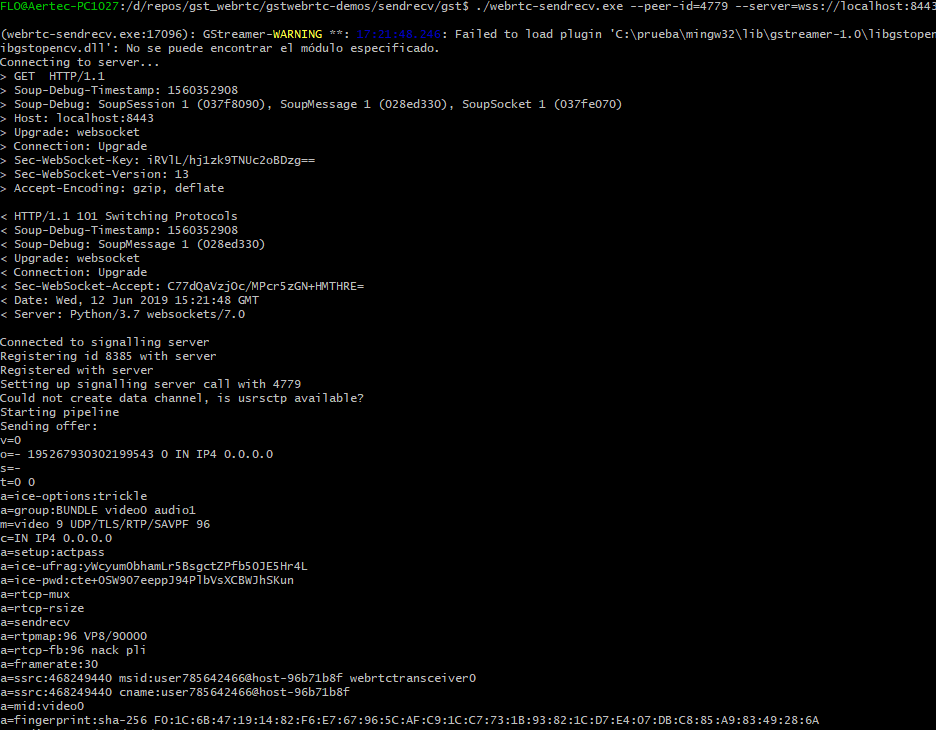 FLO@Aertec-PC1027:/d/repos/gst_webrtc/gstwebrtc-demos/sendrecv/gst$ ./webrtc-sendrecv.exe --peer-id=4779 --server=wss://localhost:8443
(webrtc-sendrecv.exe:17096): GStreamer-WARNING **: 17:21:48.246: Failed to load plugin 'C:\prueba\mingw32\lib\gstreamer-1.0\libgstopen
ibgstopencv.dll': No se puede encontrar el módulo especificado.
Connecting to server...
> GET  HTTP/1.1
> Soup-Debug-Timestamp: 1560352908
> Soup-Debug: SoupSession 1 (037f8090), SoupMessage 1 (028ed330), SoupSocket 1 (037fe070)
> Host: localhost:8443
> Upgrade: websocket
> Connection: Upgrade
> Sec-WebSocket-Key: iRVlL/hj1zk9TNUc2oBDzg==
> Sec-WebSocket-Version: 13
> Accept-Encoding: gzip, deflate
< HTTP/1.1 101 Switching Protocols
< Soup-Debug-Timestamp: 1560352908
< Soup-Debug: SoupMessage 1 (028ed330)
< Upgrade: websocket
< Connection: Upgrade
< Sec-WebSocket-Accept: C77dQaVzjOc/MPcr5zGN+HMTHRE=
< Date: Wed, 12 Jun 2019 15:21:48 GMT
< Server: Python/3.7 websockets/7.0
Connected to signalling server
Registering id 8385 with server
Registered with server
Setting up signalling server call with 4779
Could not create data channel, is usrsctp available?
Starting pipeline
Sending offer:
v=0
o=- 195267930302199543 0 IN IP4 0.0.0.0
s=-
t=0 0
a=ice-options:trickle
a=group:BUNDLE video0 audio1
m=video 9 UDP/TLS/RTP/SAVPF 96
c=IN IP4 0.0.0.0
a=setup:actpass
a=ice-ufrag:yWcyum0bhamLr5BsgctZPfb50JE5Hr4L
a=ice-pwd:cte+OSW907eeppJ94PlbVsXCBWJhSKun
a=rtcp-mux
a=rtcp-rsize
a=sendrecv
a=rtpmap:96 VP8/90000
a=rtcp-fb:96 nack pli
a=framerate:30
a=ssrc:468249440 msid:user785642466@host-96b71b8f webrtctransceiver0
a=ssrc:468249440 cname:user785642466@host-96b71b8f
a=mid:video0
a=fingerprint:sha-256 F0:1C:6B:47:19:14:82:F6:E7:67:96:5C:AF:C9:1C:C7:73:1B:93:82:1C:D7:E4:07:DB:C8:85:A9:83:49:28:6A